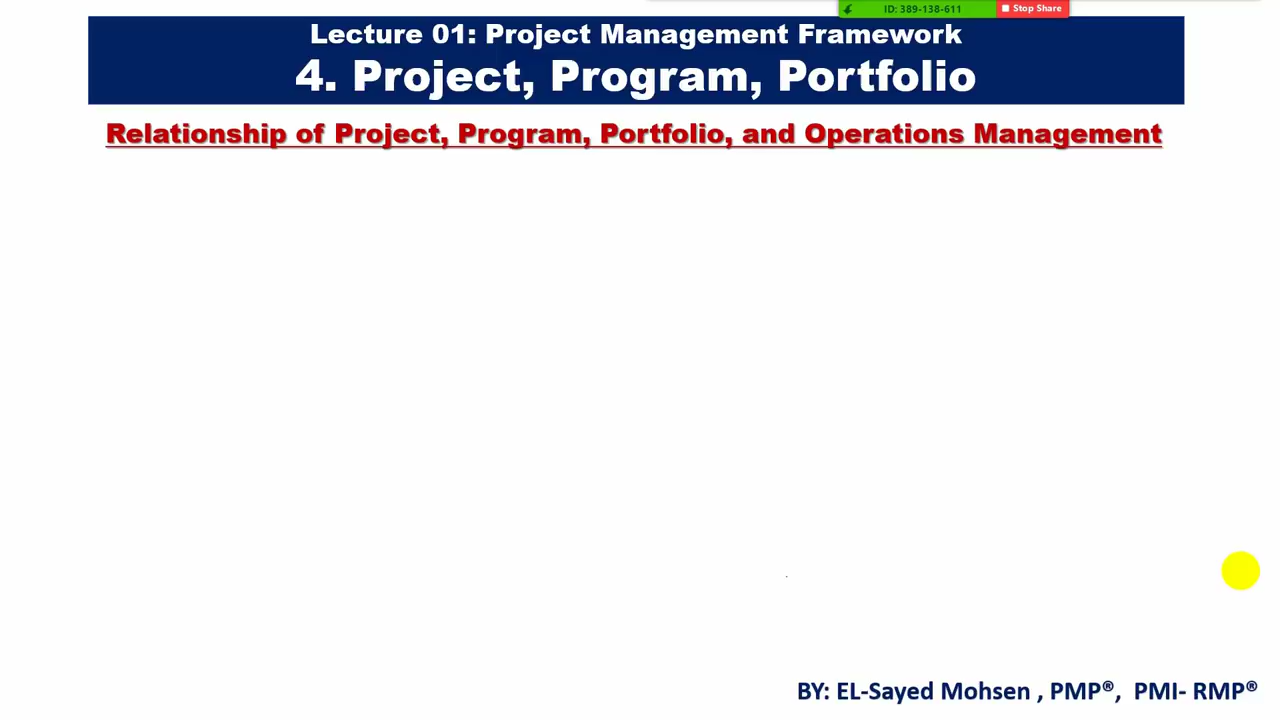 ID: 389-138-611 Stop Share
Lecture 01: Project Management Framework
4. Project, Program, Portfolio
Relationship of Project, Program, Portfolio, and Operations Management
BY: EL-Sayed Mohsen , PMP®, PMI- RMP®